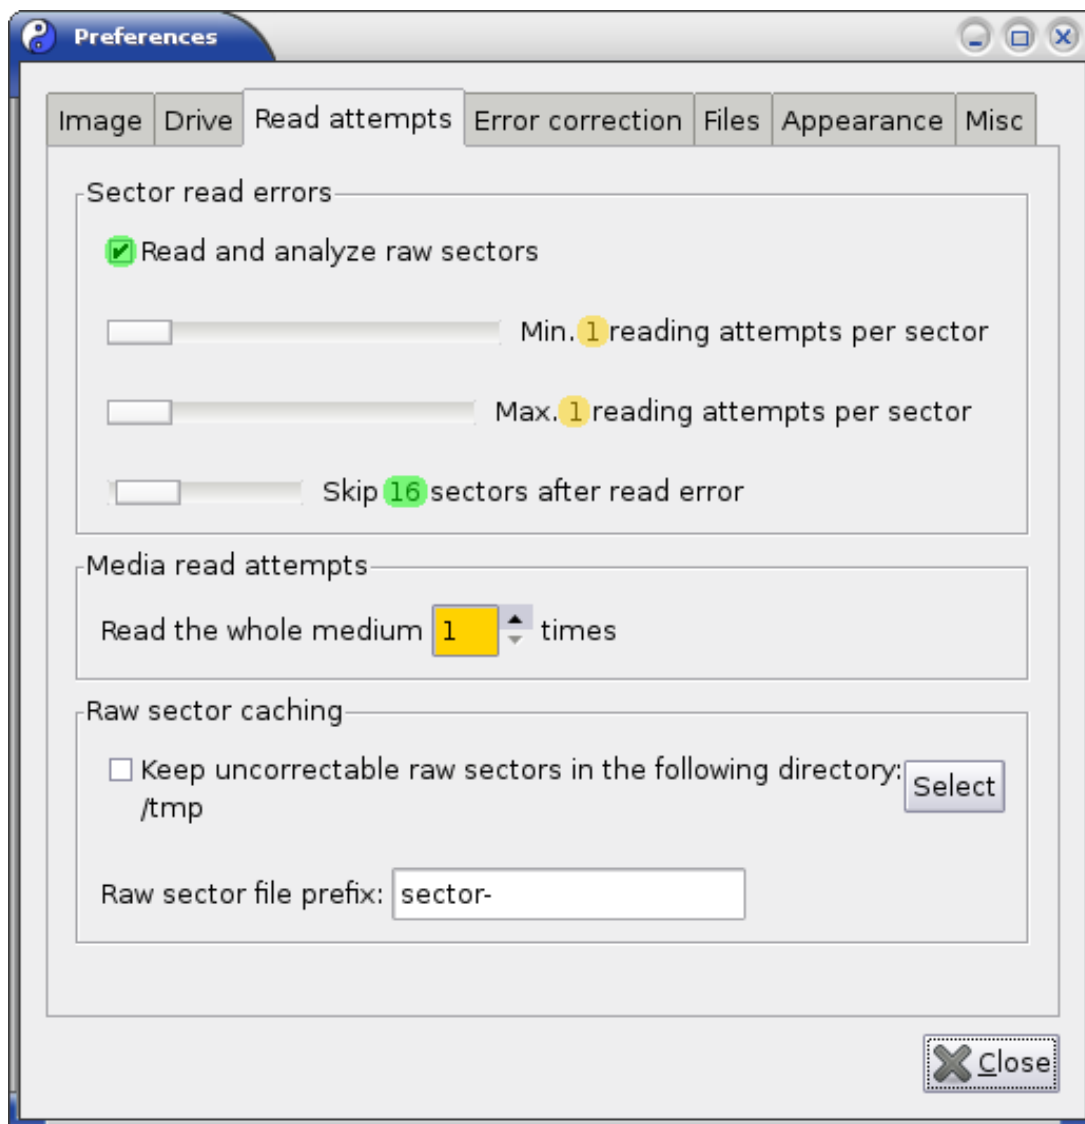 Preferences
Image Drive Read attempts Error correction Files Appearance Misc
Sector read errors
Read and analyze raw sectors
Min. 1 reading attempts per sector
Max. 1 reading attempts per sector
Skip 16 sectors after read error
Media read attempts
Read the whole medium 1 times
Raw sector caching
Keep uncorrectable raw sectors in the following directory:
/tmp
Select
Raw sector file prefix: sector-
Close